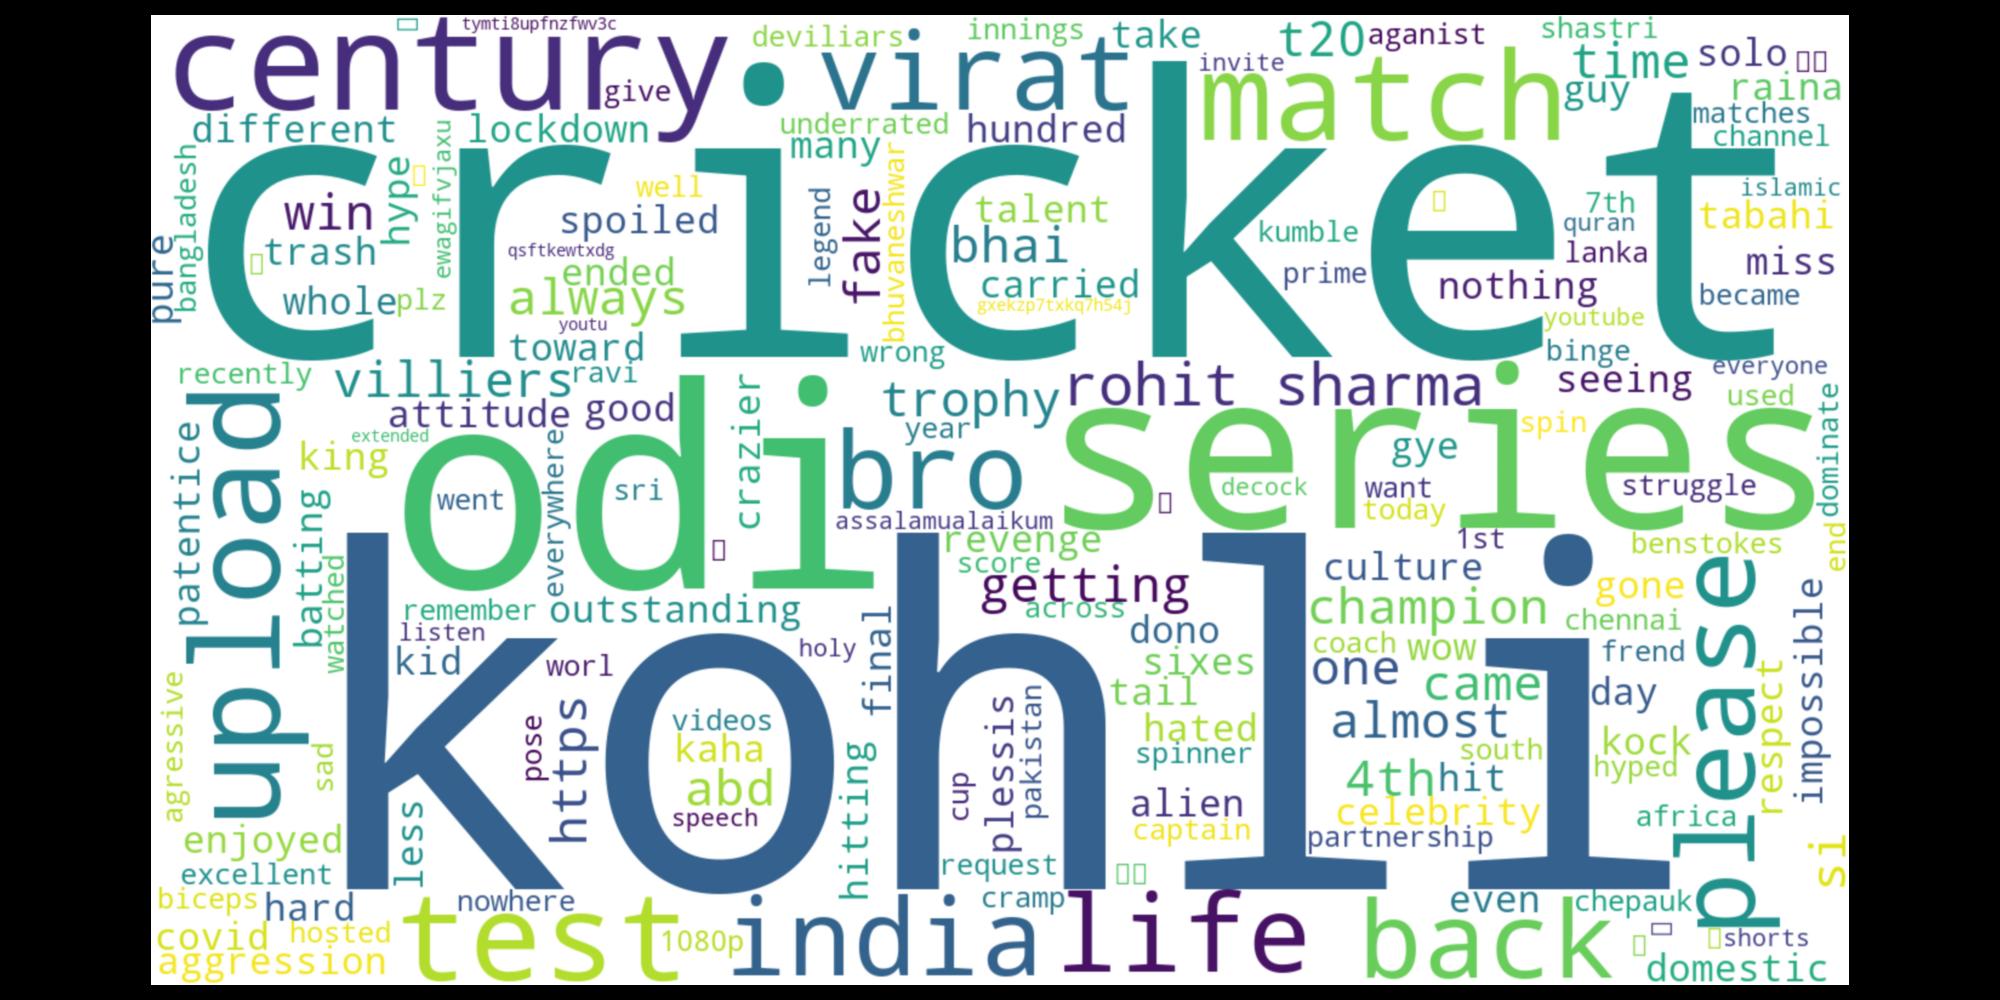 tymti8upfnzfwv3c
century
give
deviliars
innings
take
virat
invite
t20
aganist
shastri
time
solo
match
guy
raina
matches
channel
different
lockdown
underrated
many
hundred
cricket
bangladesh
hype
ewagifvjaxu
win
trash
whole
plz
pure
well
spoiled
qsftkewtxdg
ended
always
youtu
toward
legend
fake
bhuvaneshwar
talent
bhai
carried
gxekzp7txkq7h54j
wrong
kumble
prime
7th
quran
lanka
nothing
youtube
binge
islamic
tabahi
miss
became
everyone
recently
villiers
ravi
attitude
good
extended
king
upload
patentice
batting
watched
odi
went
everywhere
sri
crazier
trophy
year
bro
assalamualaikum
rohit sharma
seeing
used
series
spin
gye
decock
want
today
struggle
dominate
end
revenge
score
getting
across
1st
benstokes
culture
gone
champion
chennai
remember
outstanding
listen
kid
worl
holy
final
dono
coach
wow
frend
one
sixes
tail
came
day
kohli
please
impossible
respect
agressive
sad
pose
https
videos
kaha
abd
speech
hitting
cup
plessis
pakistan
hated
spinner
alien
captain
almost
south
kock
hyped
4th
hit
celebrity
partnership
africa
si
enjoyed
less
excellent
request
biceps
hard
nowhere
cramp
even
chepauk
covid
hosted
aggression
test
1080p
india
life
back
shorts
domestic